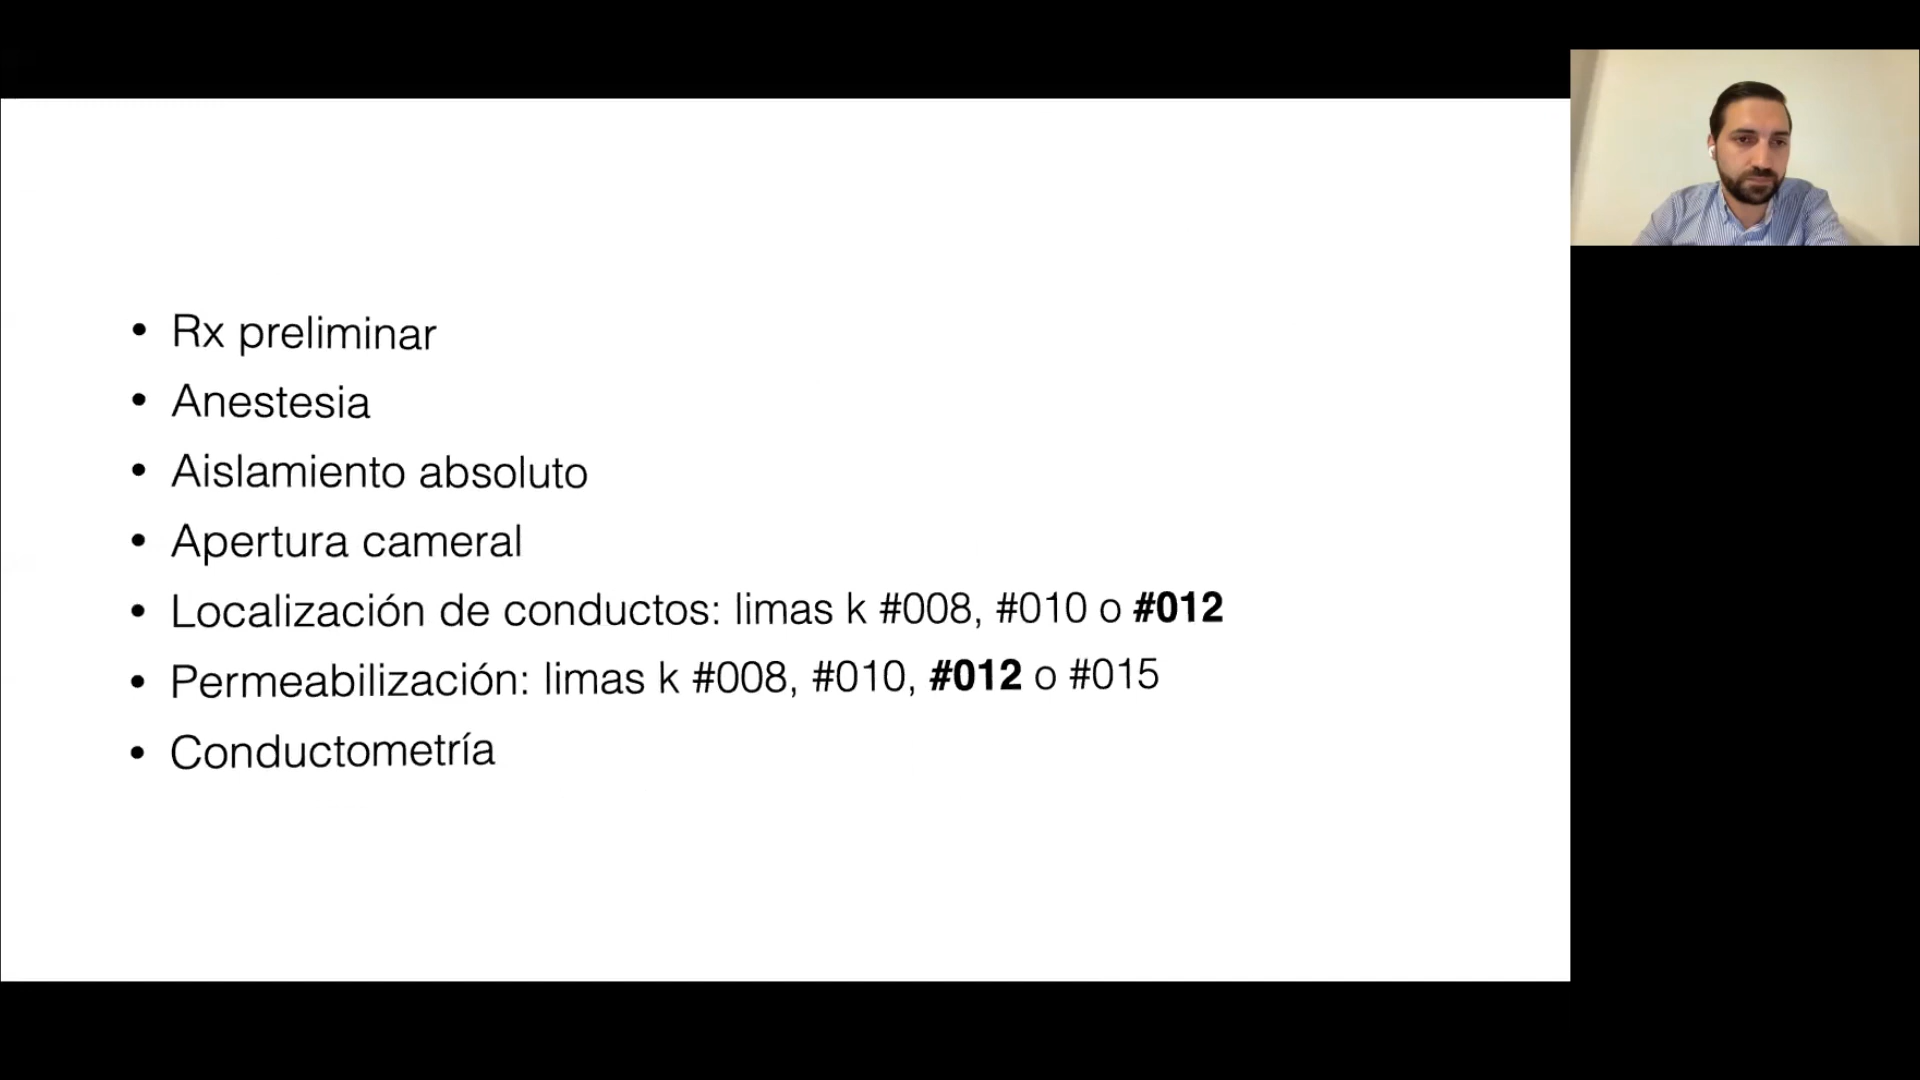 • Rx preliminar
• Anestesia
• Aislamiento absoluto
• Apertura cameral
• Localización de conductos: limas k #008, #010 o #012
• Permeabilización: limas k #008, #010, #012 o #015
• Conductometría